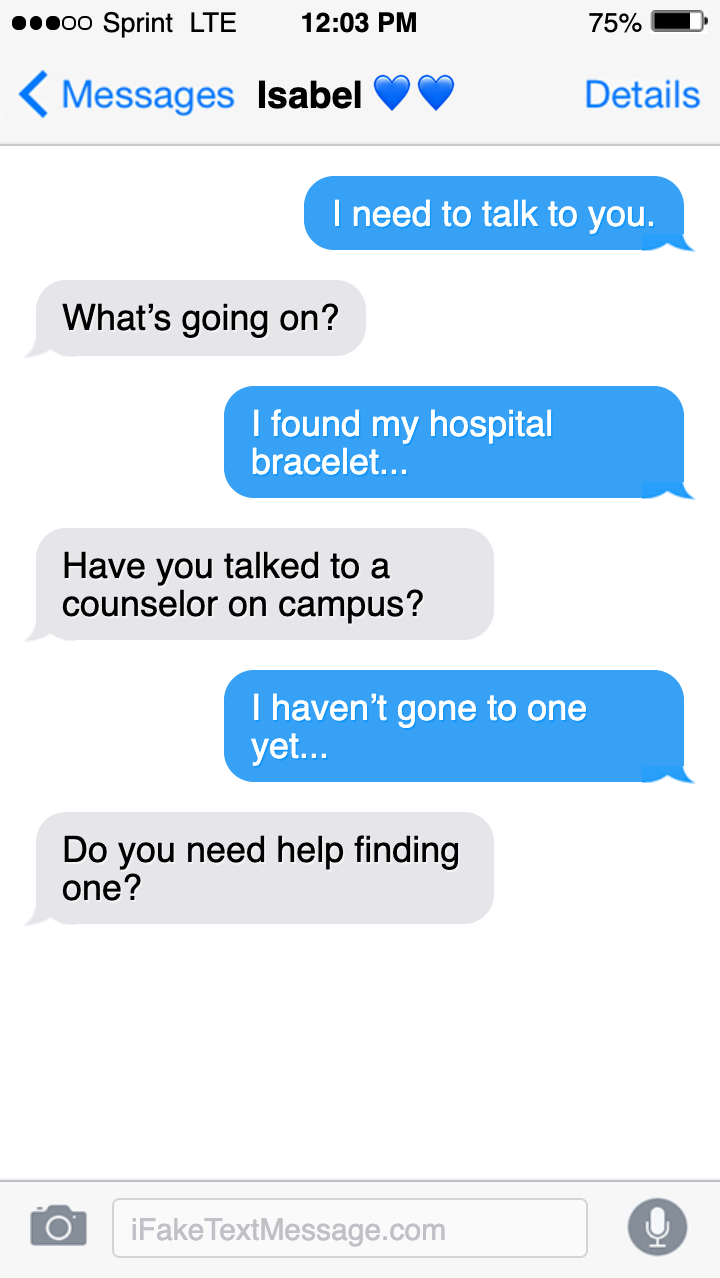 Sprint LTE 12:03 PM 75%
Messages Isabel 💙💙 Details
I need to talk to you.
What’s going on?
I found my hospital
bracelet...
Have you talked to a
counselor on campus?
I haven’t gone to one
yet...
Do you need help finding
one?
iFakeTextMessage.com